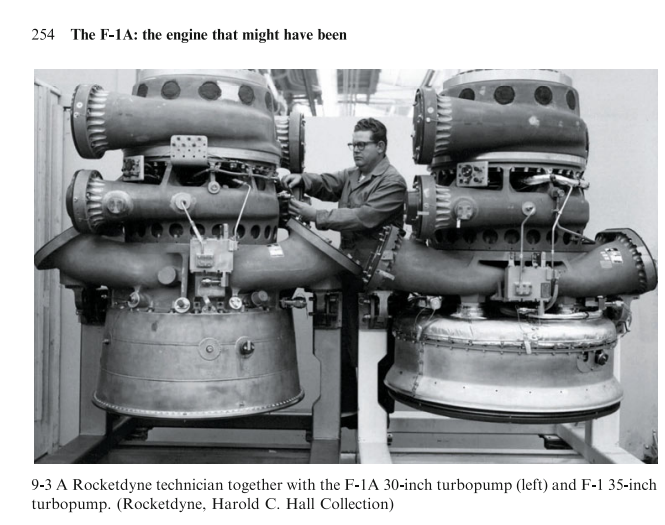 254 The F-1A: the engine that might have been
9-3 A Rocketdyne technician together with the F-1A 30-inch turbopump (left) and F-1 35-inch
turbopump. (Rocketdyne, Harold C. Hall Collection)